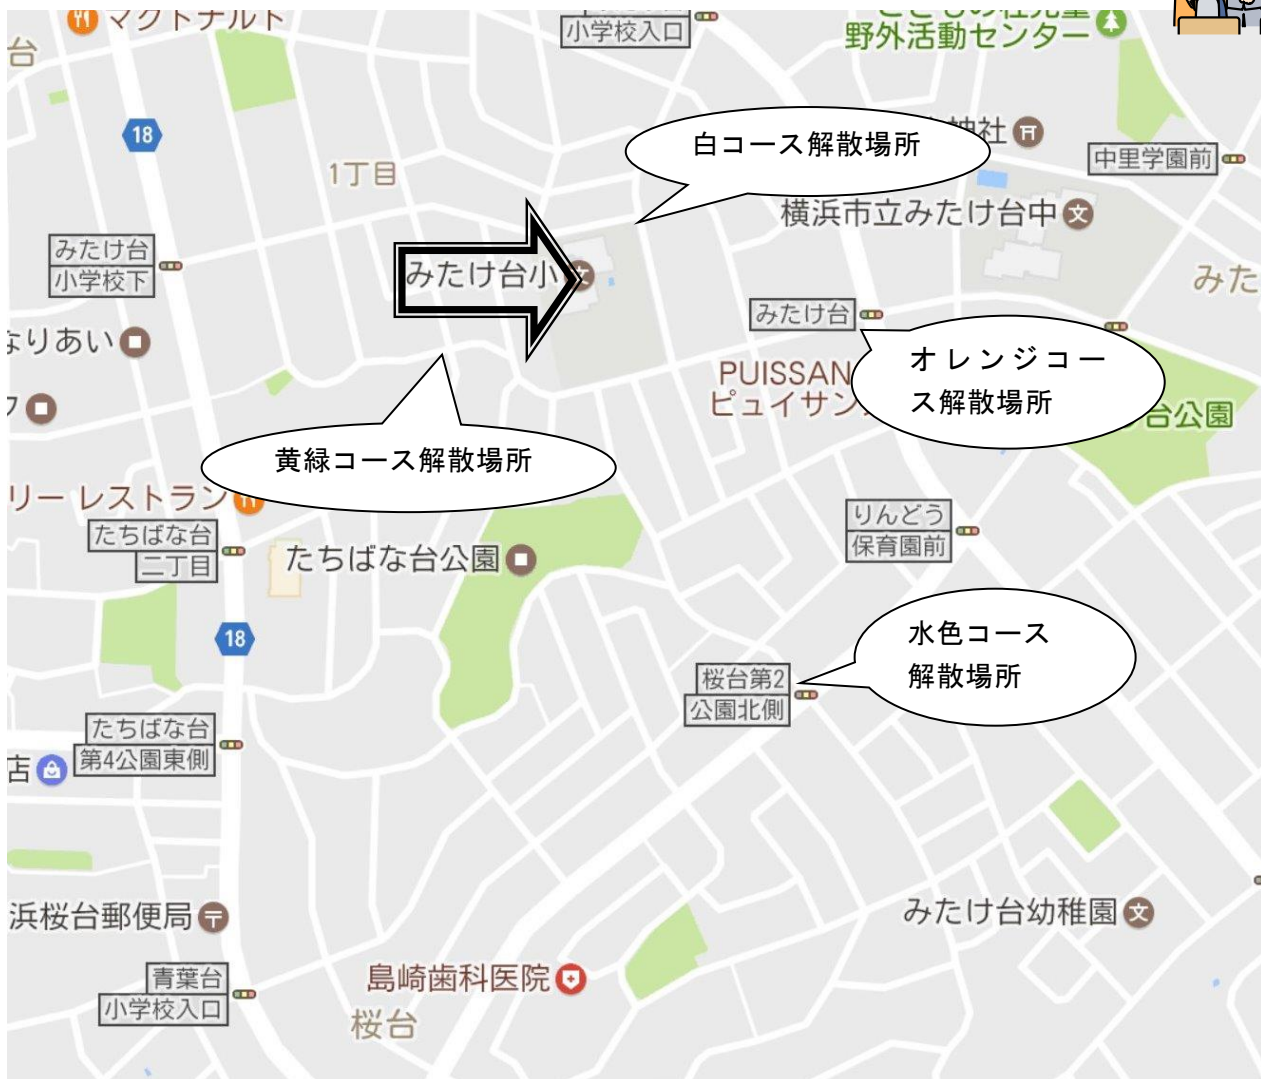 マクドナルド
小学校入口
野外活動センター
台
18
1丁目
白コース解散場所
神社
中里学園前
横浜市立みたけ台中
みたけ台
小学校下
みたけ台小
みた
みたけ台
なりあい
オレンジコー
ス解散場所
PUISSAN
ピュイサン
台公園
黄緑コース解散場所
リー レストラン
たちばな台
二丁目
たちばな台公園
りんどう
保育園前
18
水色コース
解散場所
桜台第2
公園北側
たちばな台
第4公園東側
店
みたけ台幼稚園
浜桜台郵便局
島崎歯科医院
青葉台
小学校入口
桜台